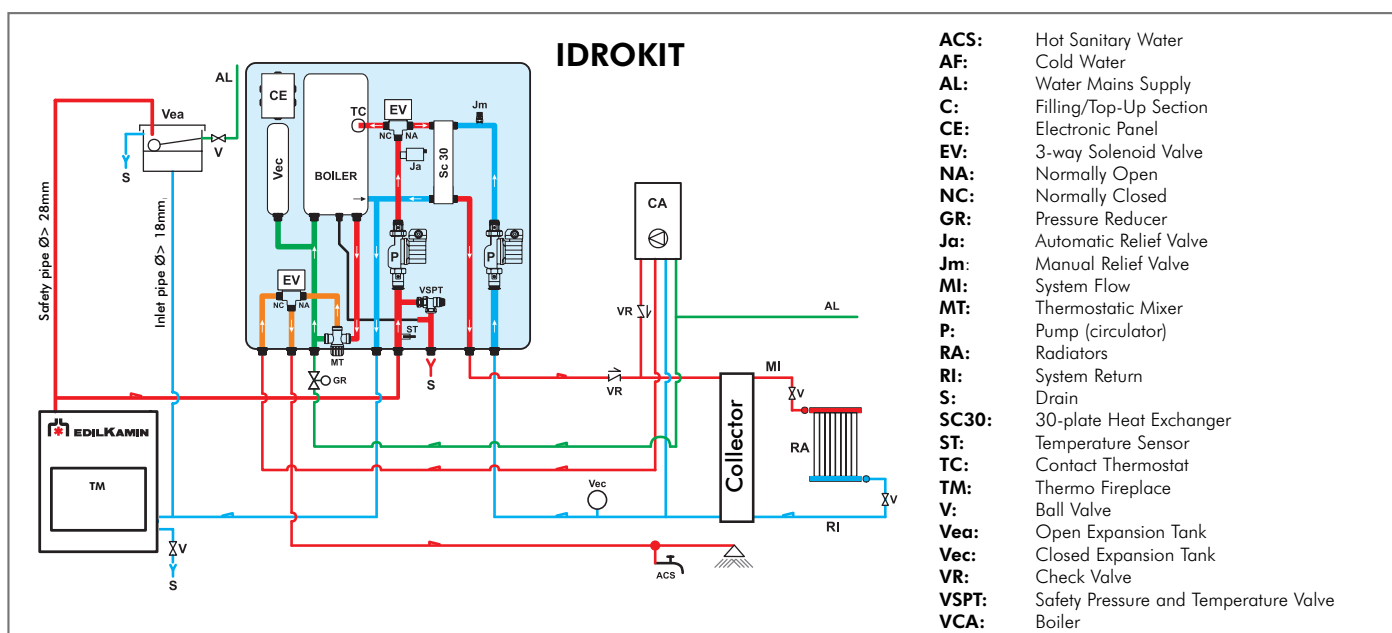 IDROKIT
AL
Vea
V
S
Safety pipe Ø> 28mm
Inlet pipe Ø> 18mm
CE
Vec
BOILER
TC
EV
NC
NA
Ja
Sc 30
Jm
P
P
EV
NC
NA
MT
VSPT
ST
S
GR
CA
VR
VR
AL
MI
V
RA
V
RI
Collector
Vec
ACS
EDILKAMIN
TM
V
S
ACS: Hot Sanitary Water
AF: Cold Water
AL: Water Mains Supply
C: Filling/Top-Up Section
CE: Electronic Panel
EV: 3-way Solenoid Valve
NA: Normally Open
NC: Normally Closed
GR: Pressure Reducer
Ja: Automatic Relief Valve
Jm: Manual Relief Valve
MI: System Flow
MT: Thermostatic Mixer
P: Pump (circulator)
RA: Radiators
RI: System Return
S: Drain
SC30: 30-plate Heat Exchanger
ST: Temperature Sensor
TC: Contact Thermostat
TM: Thermo Fireplace
V: Ball Valve
Vea: Open Expansion Tank
Vec: Closed Expansion Tank
VR: Check Valve
VSPT: Safety Pressure and Temperature Valve
VCA: Boiler